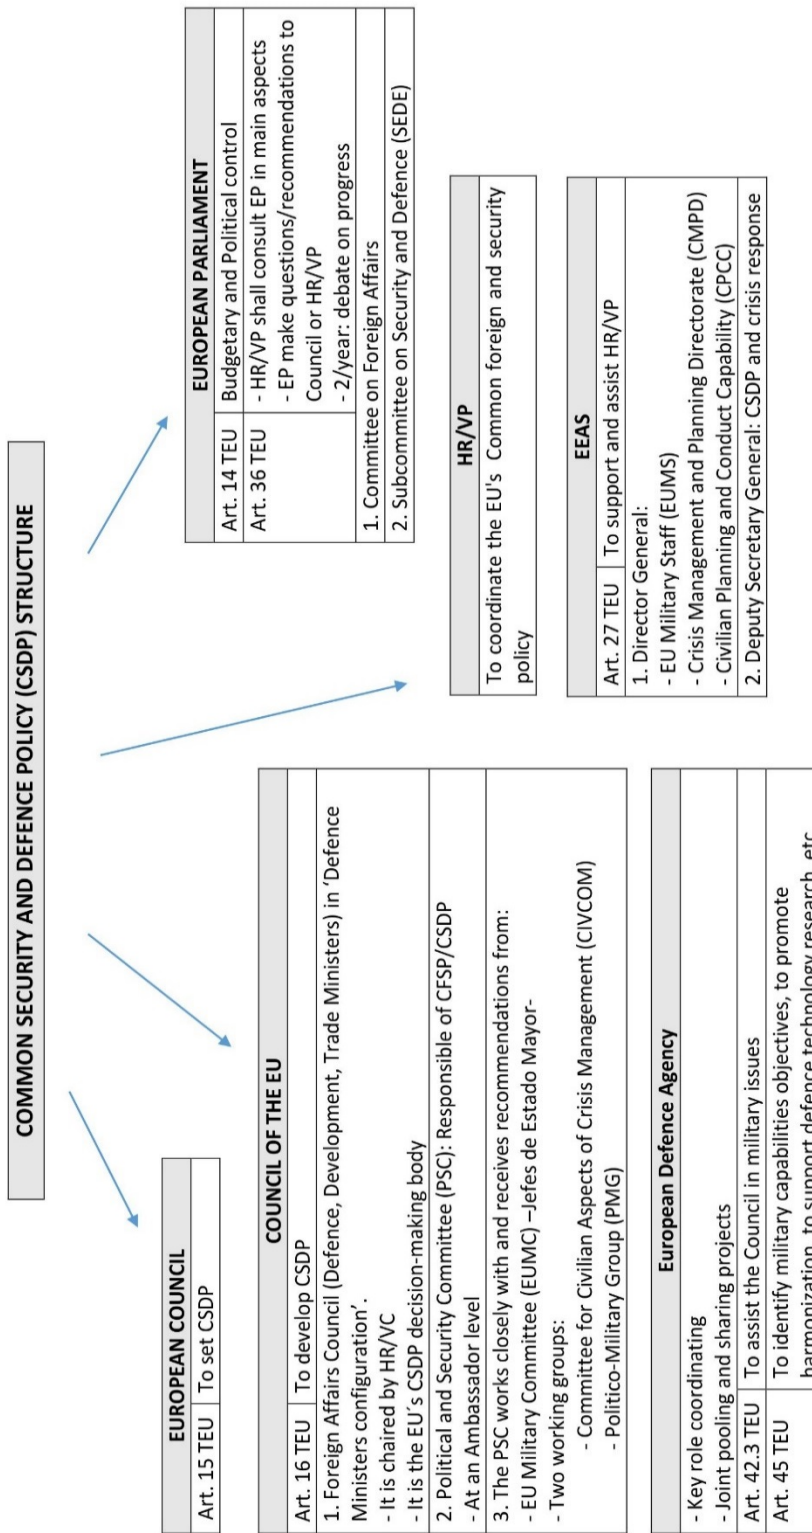 COMMON SECURITY AND DEFENCE POLICY (CSDP) STRUCTURE
EUROPEAN COUNCIL
Art. 15 TEU To set CSDP
COUNCIL OF THE EU
Art. 16 TEU To develop CSDP
1. Foreign Affairs Council (Defence, Development, Trade Ministers) in ‘Defence
Ministers configuration’.
- It is chaired by HR/VC
- It is the EU´s CSDP decision-making body
2. Political and Security Committee (PSC): Responsible of CFSP/CSDP
- At an Ambassador level
3. The PSC works closely with and receives recommendations from:
- EU Military Committee (EUMC) –Jefes de Estado Mayor-
- Two working groups:
- Committee for Civilian Aspects of Crisis Management (CIVCOM)
- Politico-Military Group (PMG)
European Defence Agency
- Key role coordinating
- Joint pooling and sharing projects
Art. 42.3 TEU To assist the Council in military issues
Art. 45 TEU To identify military capabilities objectives, to promote
harmonization, to support defence technology research, etc
EUROPEAN PARLIAMENT
Art. 14 TEU Budgetary and Political control
Art. 36 TEU - HR/VP shall consult EP in main aspects
- EP make questions/recommendations to
Council or HR/VP
- 2/year: debate on progress
1. Committee on Foreign Affairs
2. Subcommittee on Security and Defence (SEDE)
HR/VP
To coordinate the EU's Common foreign and security
policy
EEAS
Art. 27 TEU To support and assist HR/VP
1. Director General:
- EU Military Staff (EUMS)
- Crisis Management and Planning Directorate (CMPD)
- Civilian Planning and Conduct Capability (CPCC)
2. Deputy Secretary General: CSDP and crisis response